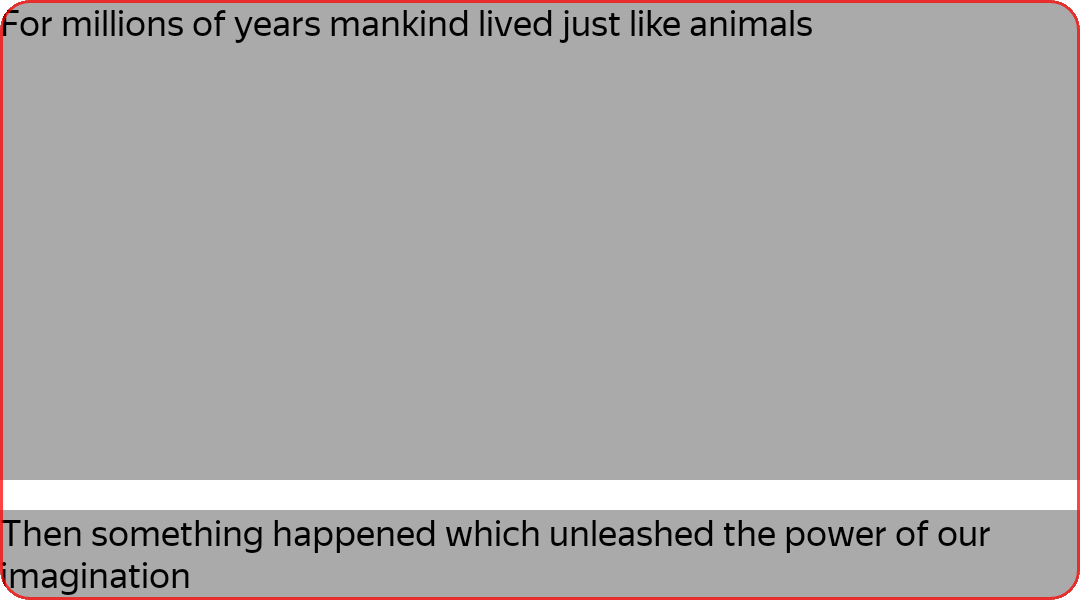 For millions of years mankind lived just like animals
Then something happened which unleashed the power of our
imagination